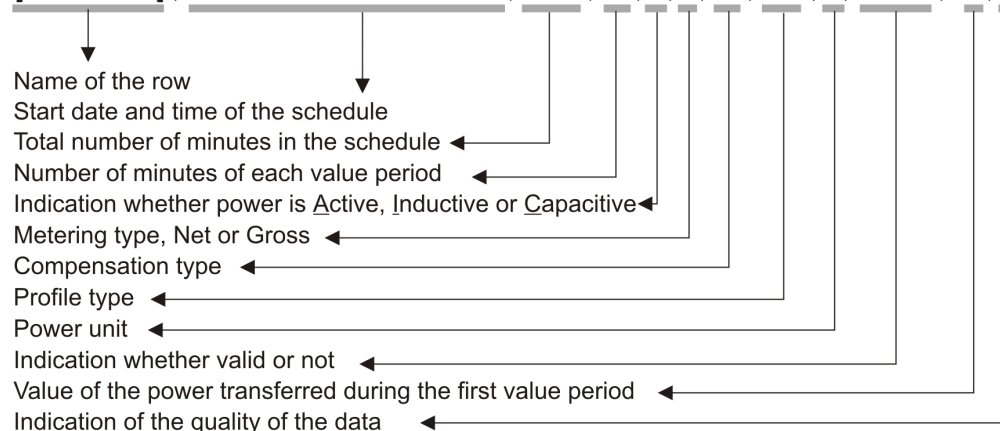 Name of the row
Start date and time of the schedule
Total number of minutes in the schedule
Number of minutes of each value period
Indication whether power is Active, Inductive or Capacitive
Metering type, Net or Gross
Compensation type
Profile type
Power unit
Indication whether valid or not
Value of the power transferred during the first value period
Indication of the quality of the data